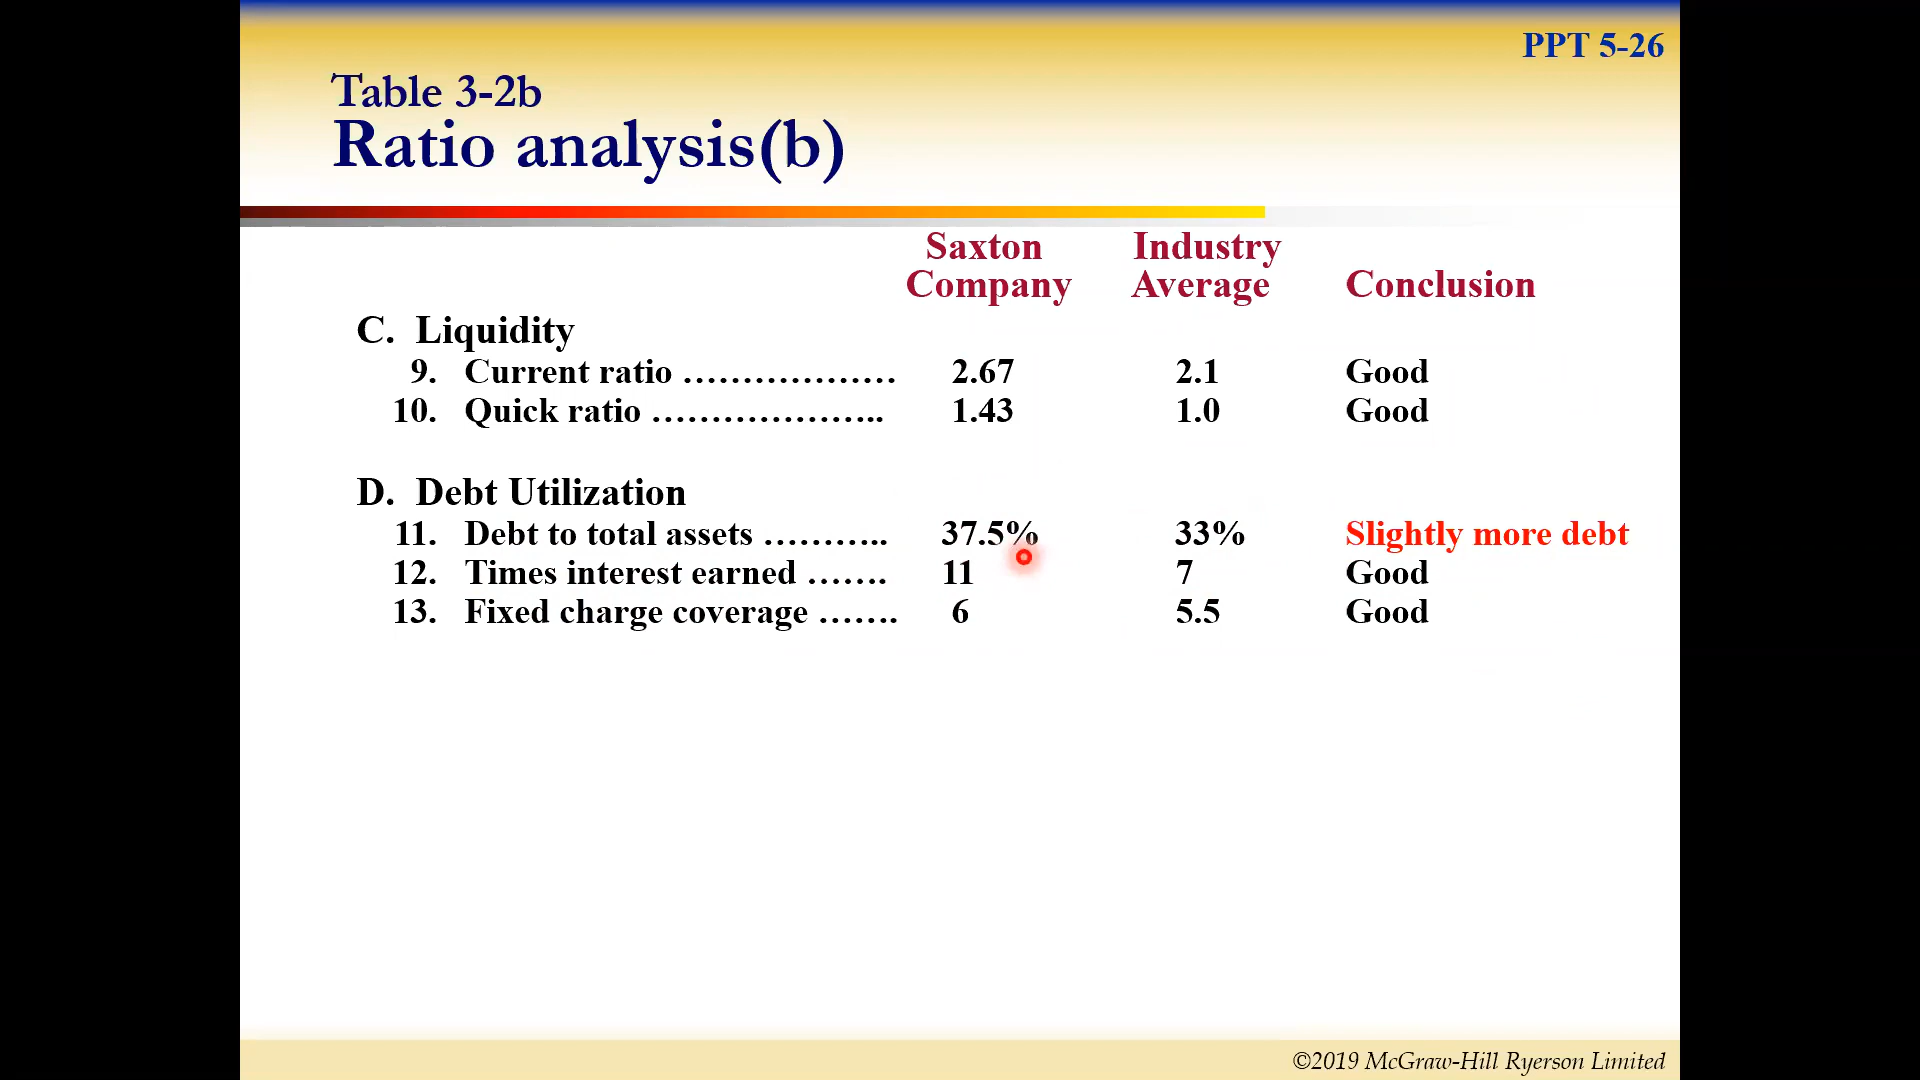 PPT 5-26
Table 3-2b
Ratio analysis(b)
Saxton Company Industry Average Conclusion
C. Liquidity
9. Current ratio ……………… 2.67 2.1 Good
10. Quick ratio ……………….. 1.43 1.0 Good
D. Debt Utilization
11. Debt to total assets ……….. 37.5% 33% Slightly more debt
12. Times interest earned ……. 11 7 Good
13. Fixed charge coverage ……. 6 5.5 Good
©2019 McGraw-Hill Ryerson Limited